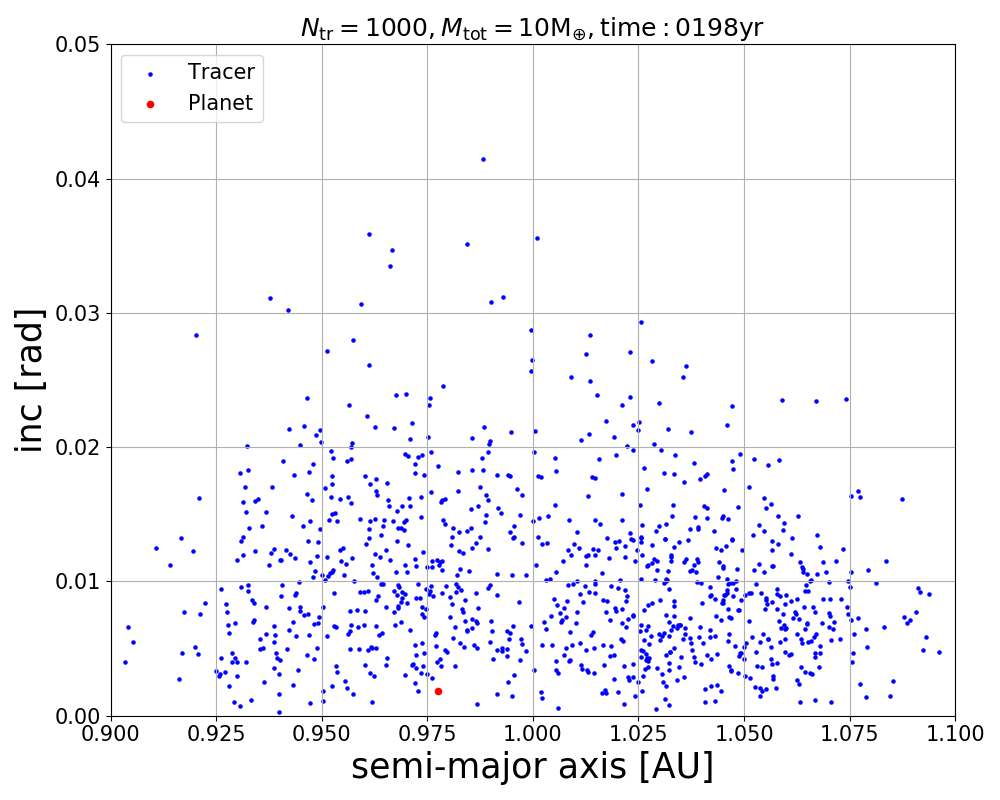 N_tr = 1000, M_tot = 10M_⊕, time : 0198yr
Tracer
Planet
0.05
0.04
0.03
0.02
0.01
0.00
inc [rad]
0.900 0.925 0.950 0.975 1.000 1.025 1.050 1.075 1.100
semi-major axis [AU]